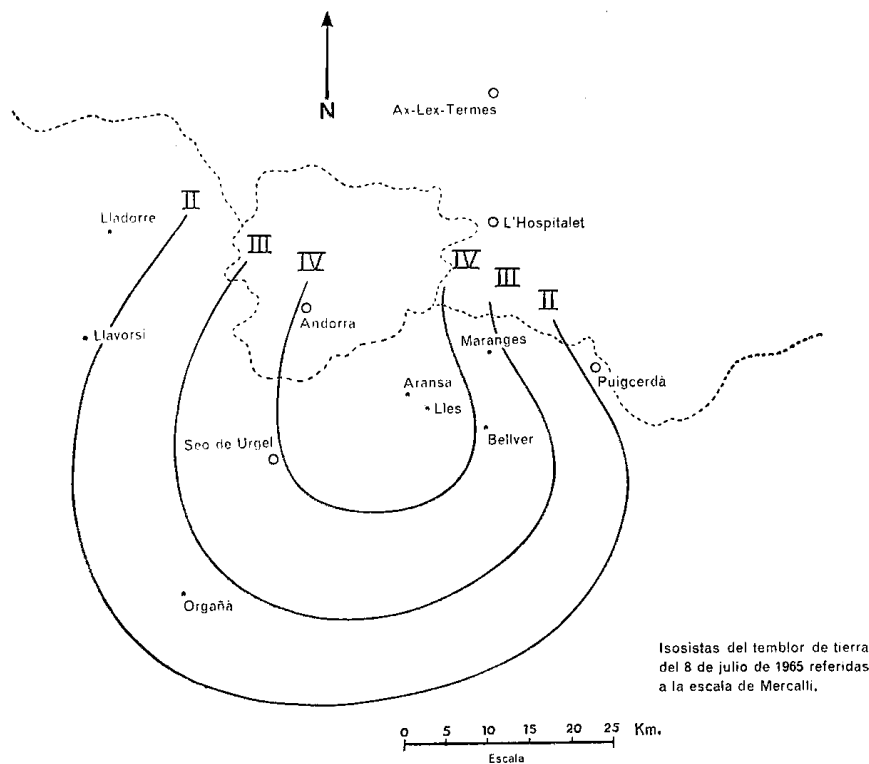 N
Ax-Lex-Termes
II
Lladorre
L'Hospitalet
III
IV
IV
III
II
Andorra
Llavorsi
Maranges
Puigcerdà
Aransa
Lles
Seo de Urgel
Bellver
Orgañà
Isosistas del temblor de tierra
del 8 de julio de 1965 referidas
a la escala de Mercalli.
0 5 10 15 20 25 Km.
Escala